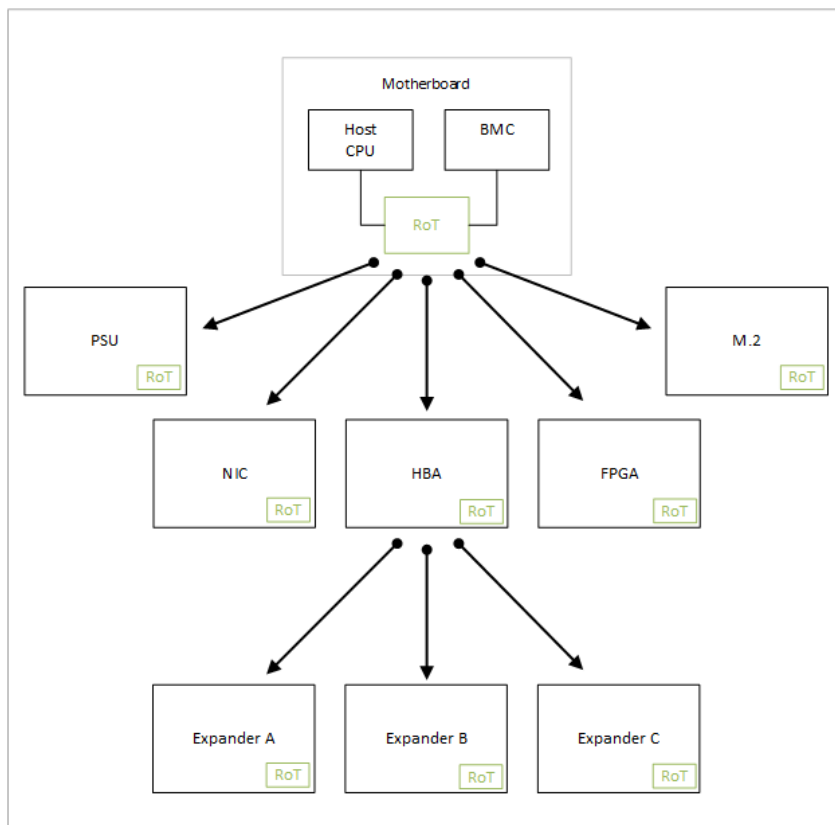 Motherboard
Host
CPU
BMC
RoT
PSU
RoT
M.2
RoT
NIC
RoT
HBA
RoT
FPGA
RoT
Expander A
RoT
Expander B
RoT
Expander C
RoT